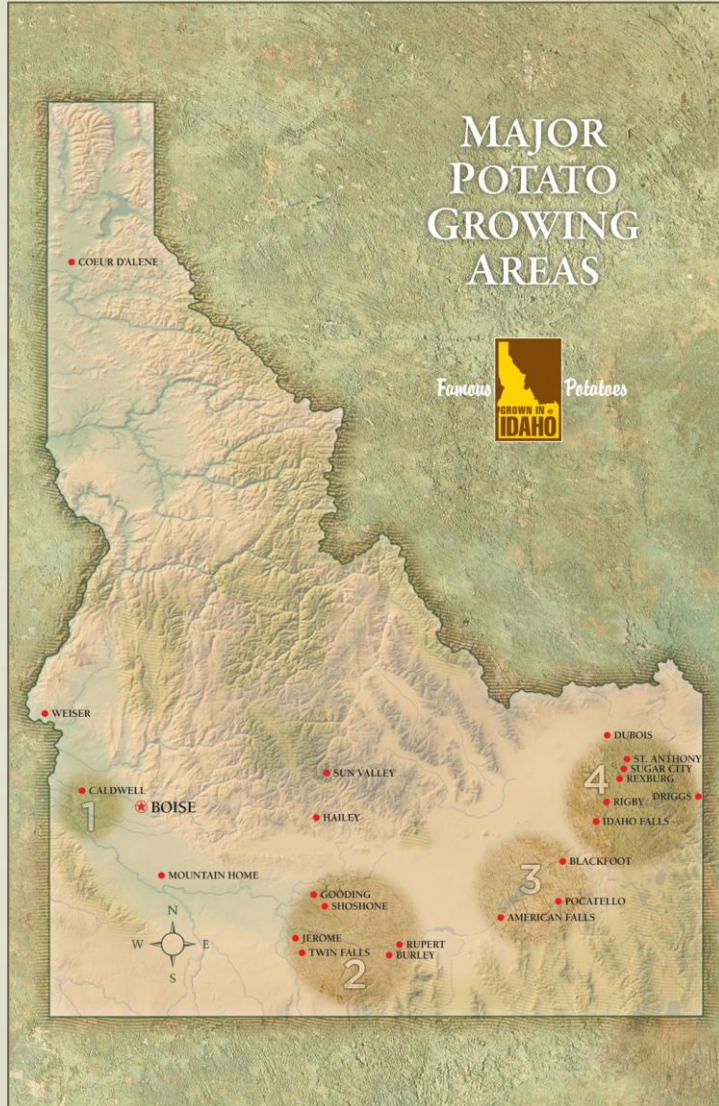 MAJOR
POTATO
GROWING
AREAS
COEUR D'ALENE
Famous
Potatoes
GROWN IN ®
IDAHO
WEISER
DUBOIS
ST. ANTHONY
SUGAR CITY
REXBURG
4
SUN VALLEY
CALDWELL
DRIGGS
RIGBY
BOISE
1
HAILEY
IDAHO FALLS
BLACKFOOT
MOUNTAIN HOME
3
GOODING
POCATELLO
SHOSHONE
AMERICAN FALLS
N
W
E
S
JEROME
RUPERT
TWIN FALLS
BURLEY
2